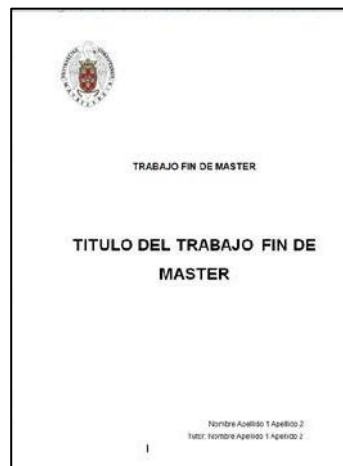 TRABAJO FIN DE MASTER
TITULO DEL TRABAJO FIN DE
MASTER
Nombre Apellido 1 Apellido 2
Tutor: Nombre Apellido 1 Apellido 2